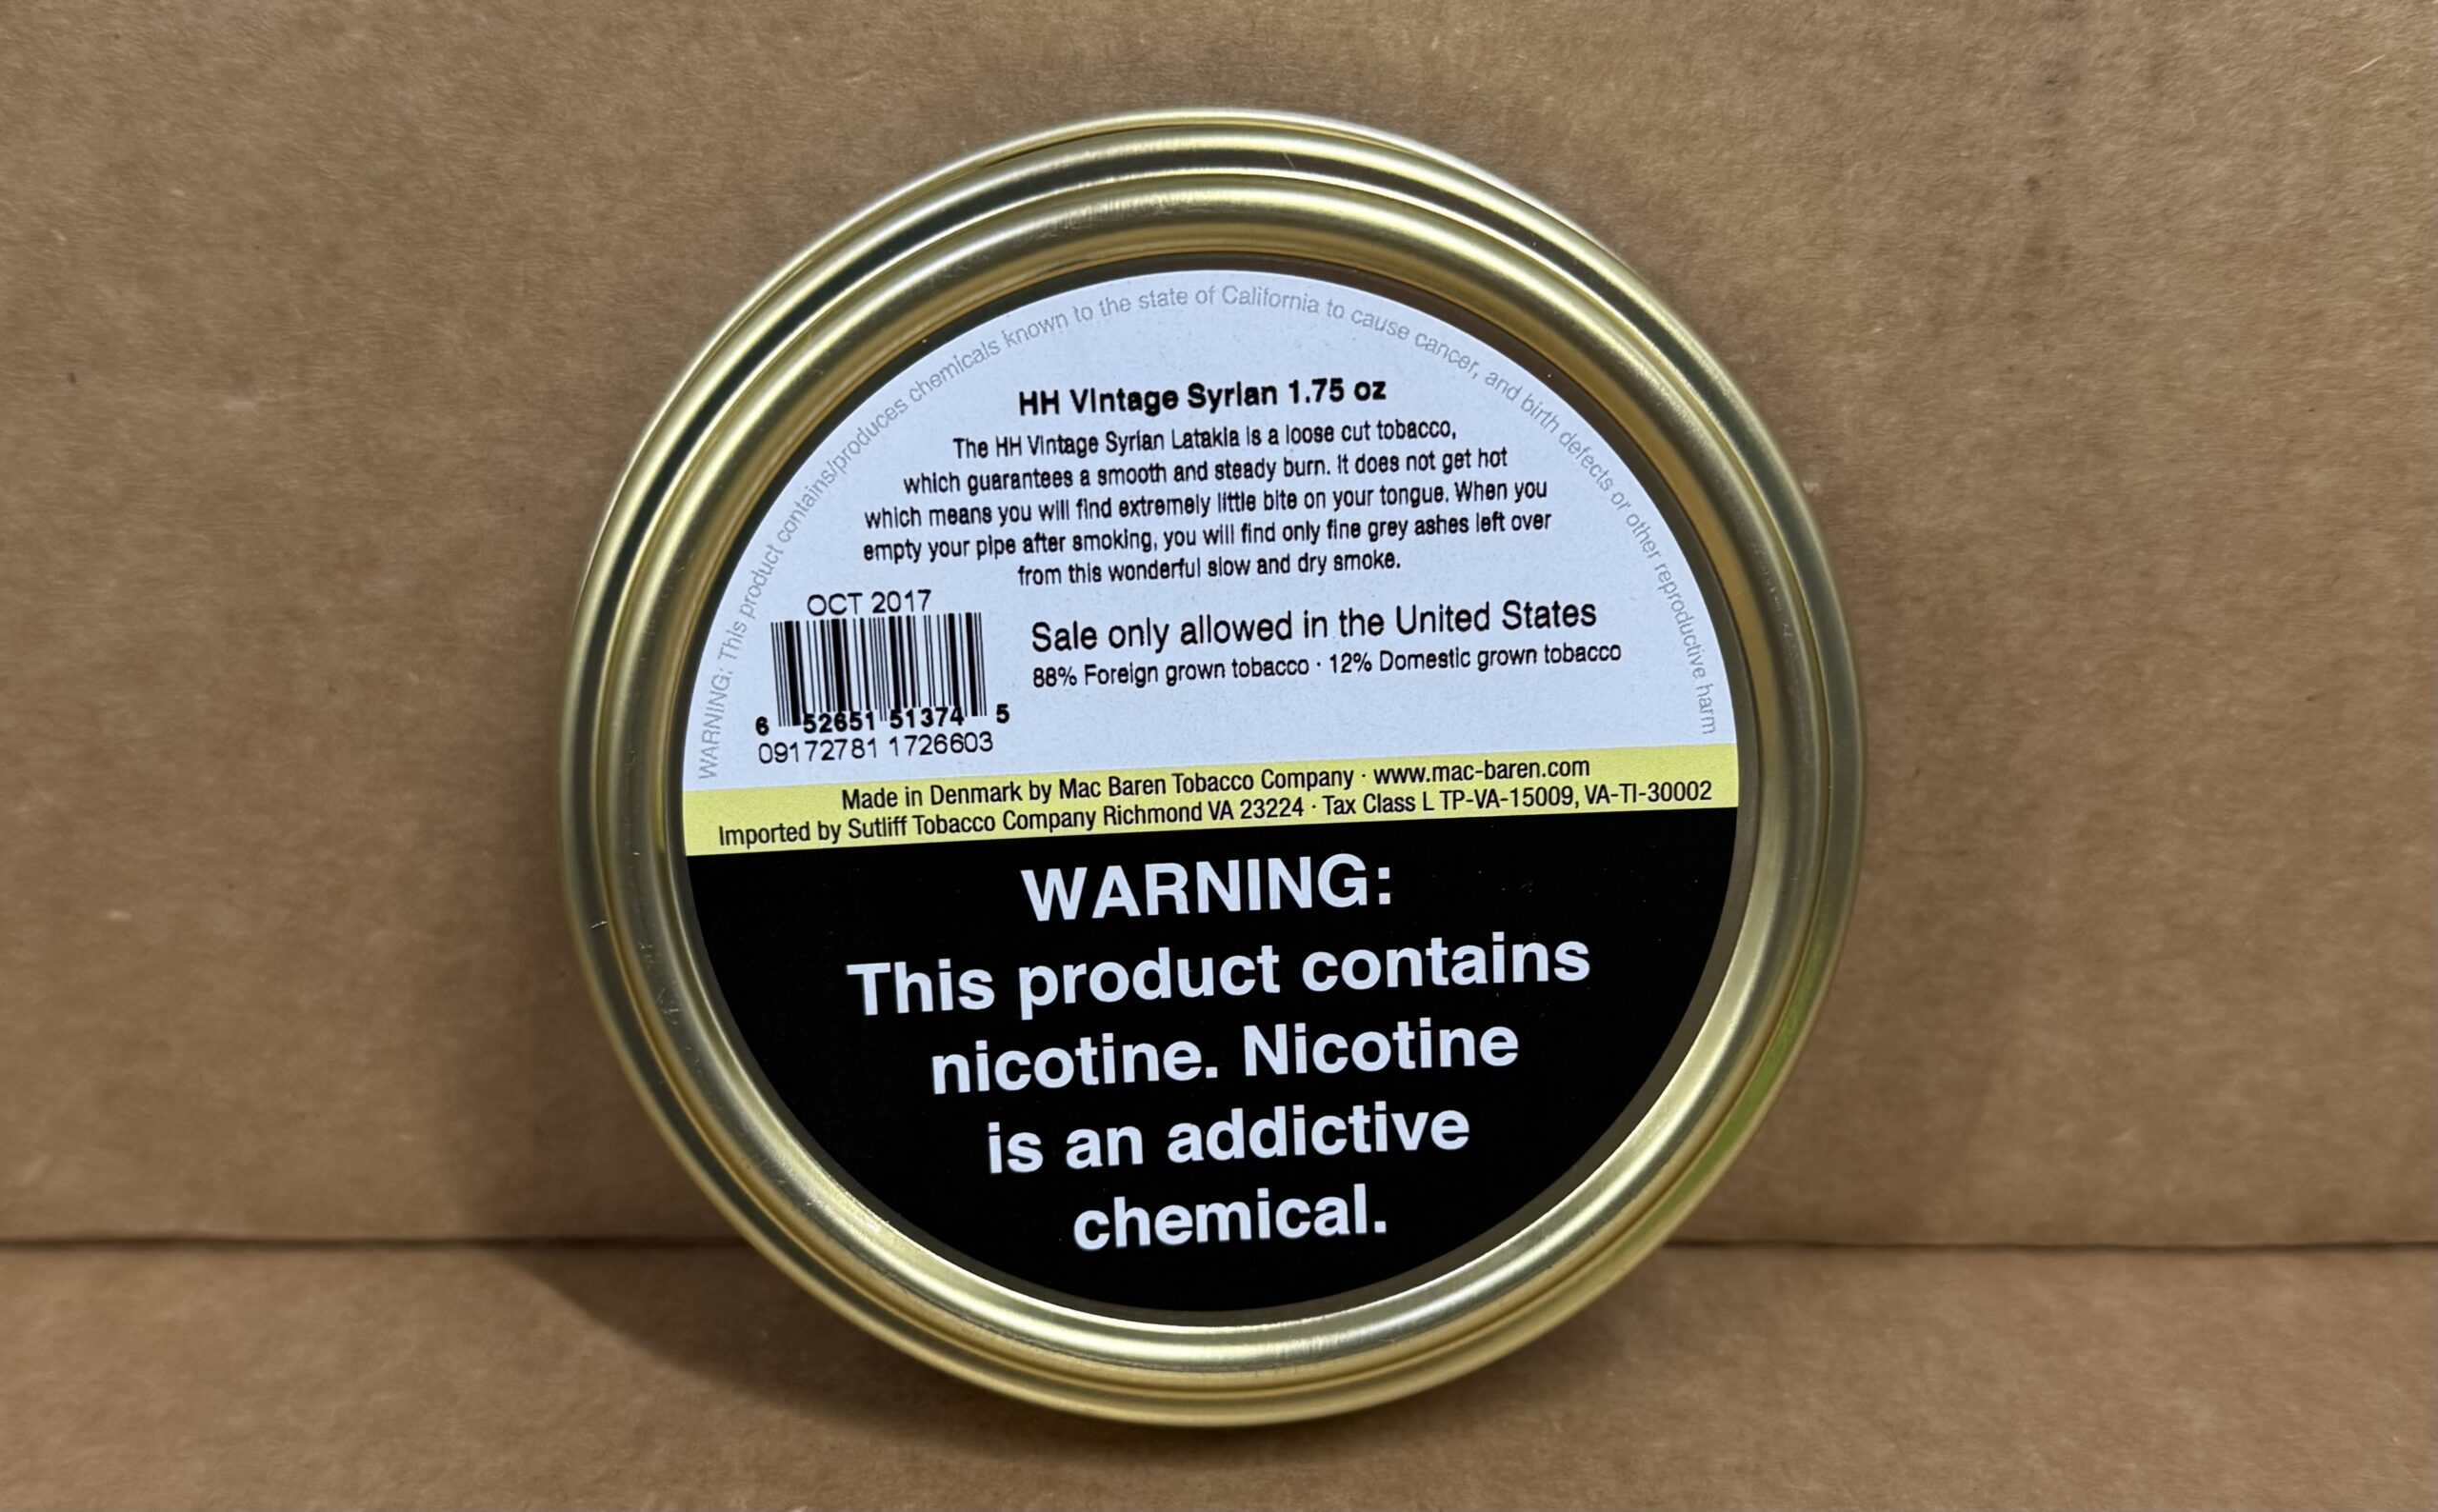 WARNING: This product contains/produces chemicals known to the state of California to cause cancer, and birth defects or other reproductive harm
HH Vintage Syrian 1.75 oz
The HH Vintage Syrian Latakia is a loose cut tobacco,
which guarantees a smooth and steady burn. It does not get hot
which means you will find extremely little bite on your tongue. When you
empty your pipe after smoking, you will find only fine grey ashes left over
from this wonderful slow and dry smoke.
OCT 2017
Sale only allowed in the United States
88% Foreign grown tobacco · 12% Domestic grown tobacco
6 52651 51374 5
09172781 1726603
Made in Denmark by Mac Baren Tobacco Company · www.mac-baren.com
Imported by Sutliff Tobacco Company Richmond VA 23224 · Tax Class L TP-VA-15009, VA-TI-30002
WARNING:
This product contains
nicotine. Nicotine
is an addictive
chemical.